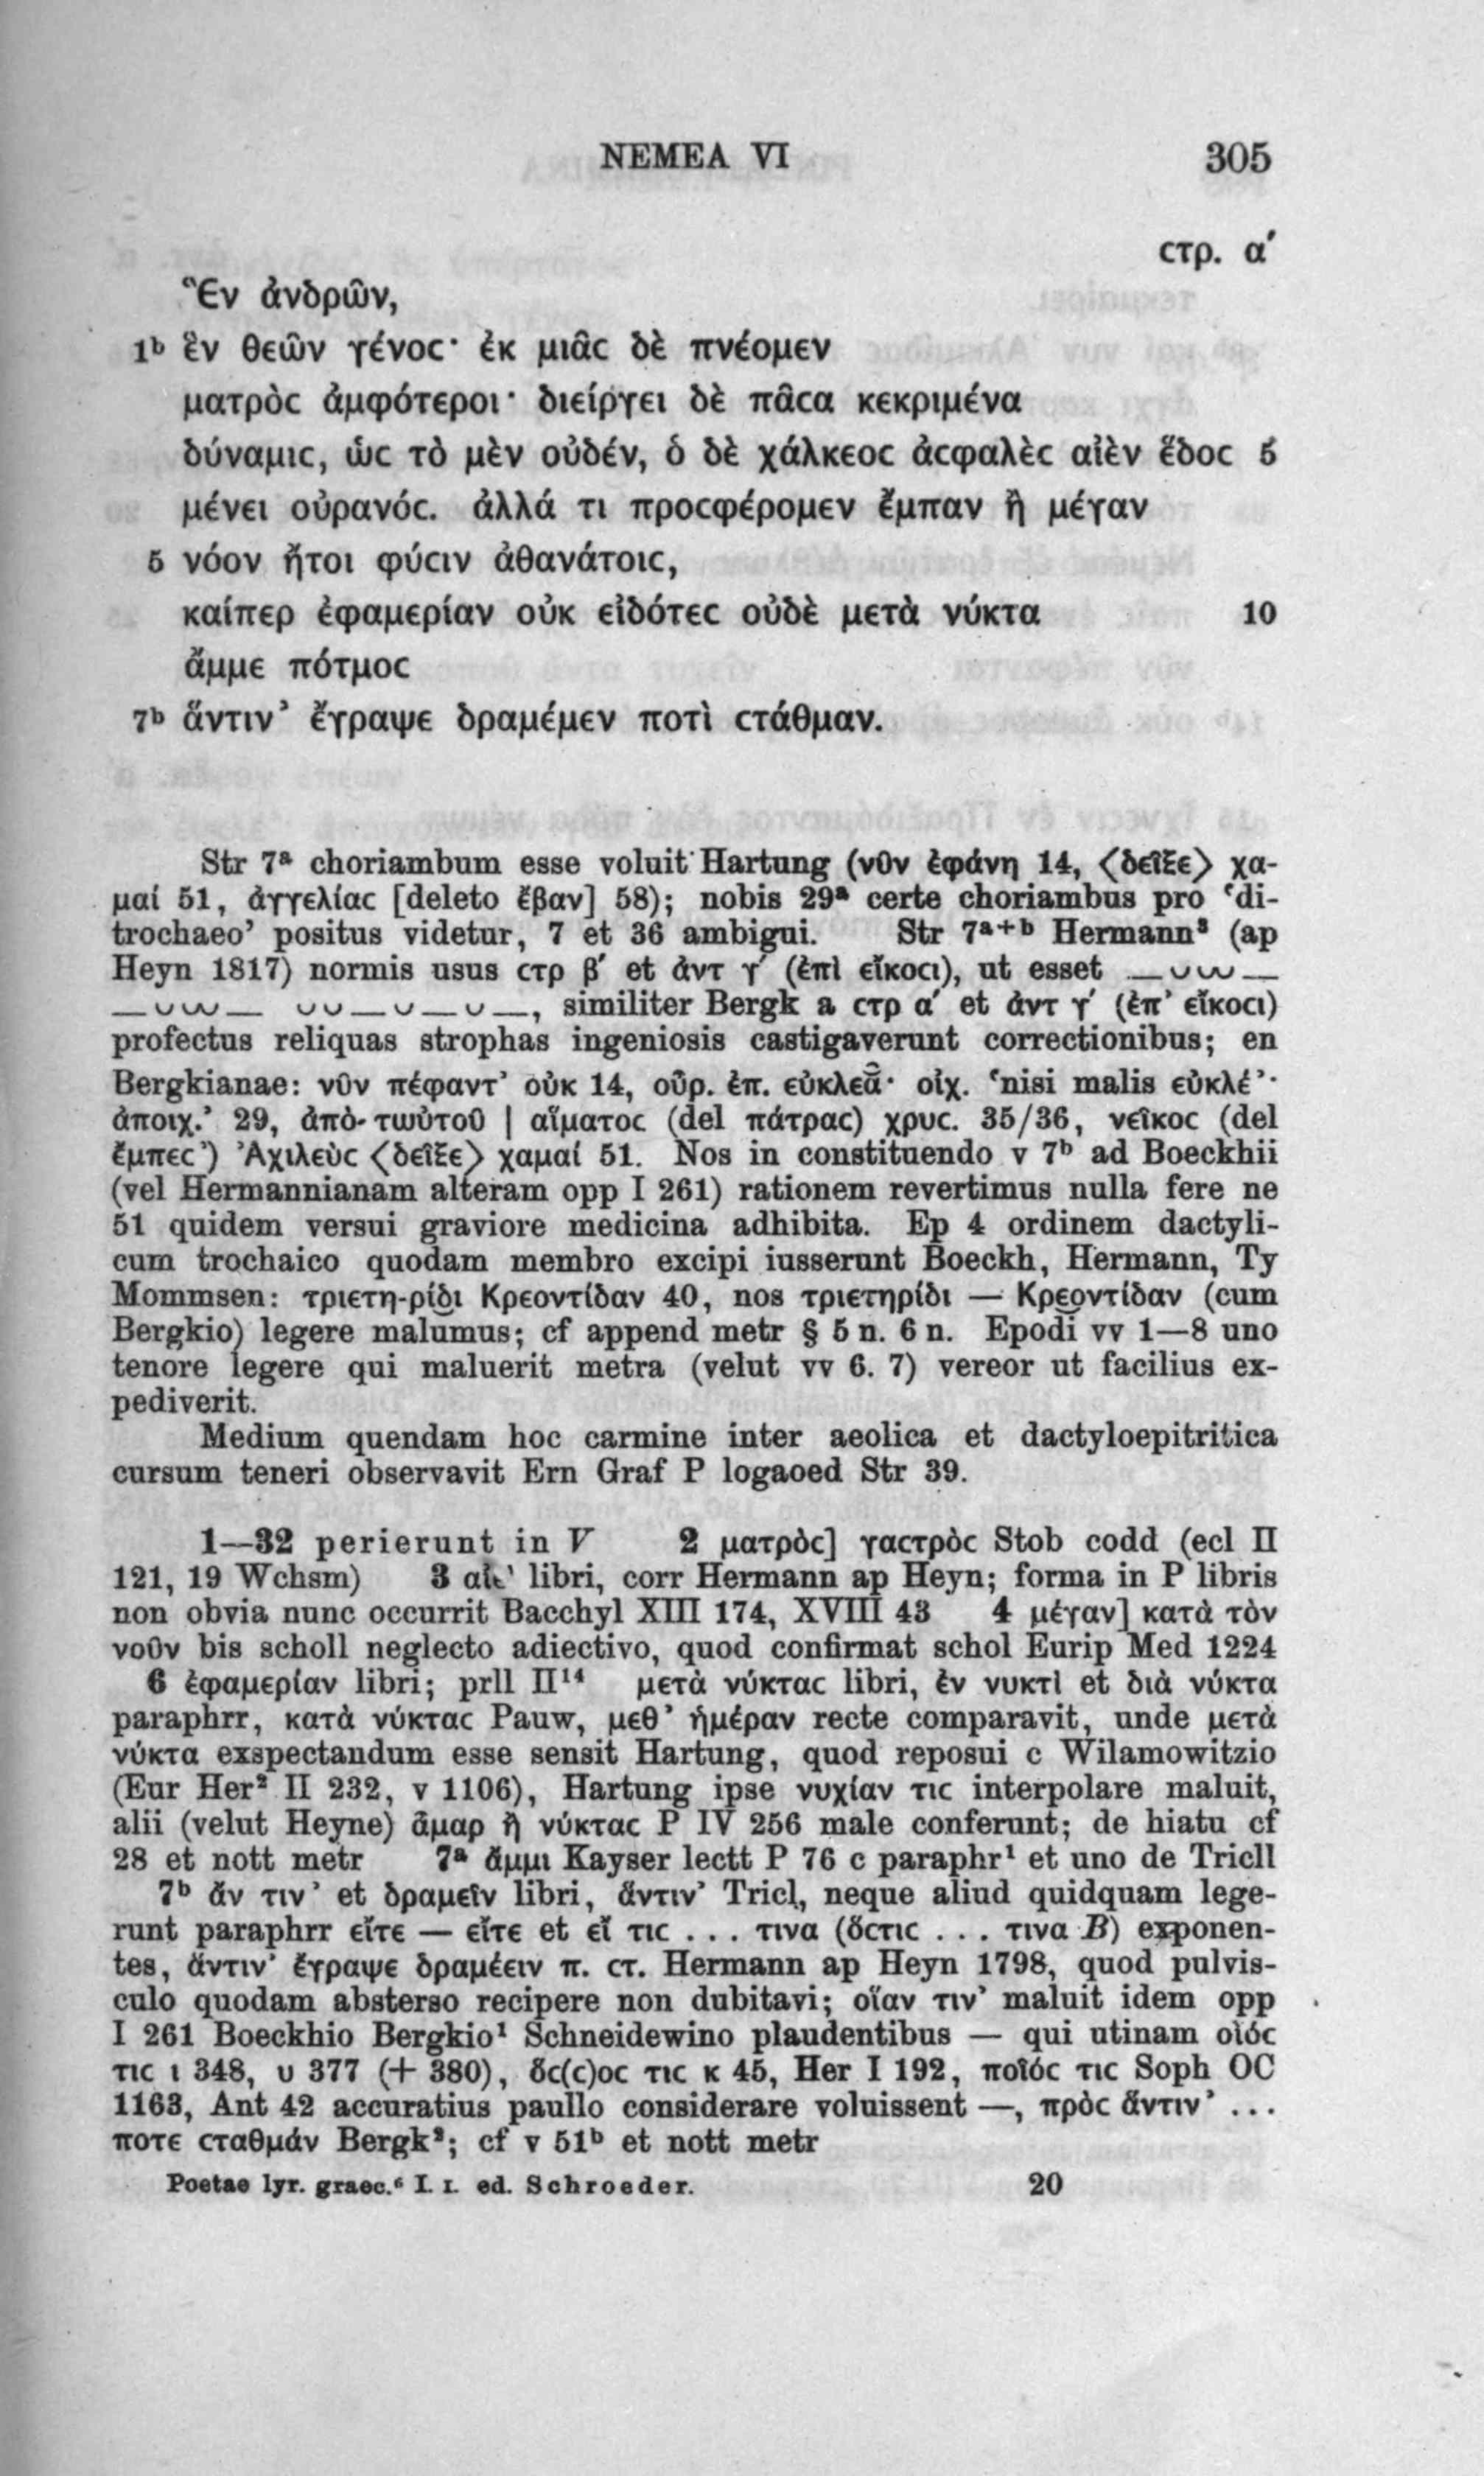 NEMEA VI 305
ϲτρ. α′
Ἓν ἀνδρῶν,
1ᵇ ἓν θεῶν γένοϲ· ἐκ μιᾶϲ δὲ πνέομεν
ματρὸϲ ἀμφότεροι· διείργει δὲ πᾶϲα κεκριμένα
δύναμιϲ, ὡϲ τὸ μὲν οὐδέν, ὁ δὲ χάλκεοϲ ἀϲφαλὲϲ αἰὲν ἕδοϲ 5
μένει οὐρανόϲ. ἀλλά τι προϲφέρομεν ἔμπαν ἢ μέγαν
5 νόον ἤτοι φύϲιν ἀθανάτοιϲ,
καίπερ ἐφαμερίαν οὐκ εἰδότεϲ οὐδὲ μετὰ νύκτα 10
ἄμμε πότμοϲ
7ᵇ ἅντιν’ ἔγραψε δραμέμεν ποτὶ ϲτάθμαν.
Str 7ᵃ choriambum esse voluit Hartung (νῦν ἐφάνη 14, ⟨δεῖξε⟩ χα-
μαί 51, ἀγγελίαϲ [deleto ἔβαν] 58); nobis 29ᵃ certe choriambus pro ‘di-
trochaeo’ positus videtur, 7 et 36 ambigui. Str 7ᵃ⁺ᵇ Hermann³ (ap
Heyn 1817) normis usus ϲτρ β′ et ἀντ γ′ (ἐπὶ εἴκοϲι), ut esset _ ∪ ∪∪ _
_ ∪ ∪∪ _ ∪ ∪ _ ∪ _ ∪ _, similiter Bergk a ϲτρ α′ et ἀντ γ′ (ἐπ’ εἴκοϲι)
profectus reliquas strophas ingeniosis castigaverunt correctionibus; en
Bergkianae: νῦν πέφαντ’ οὐκ 14, οὖρ. ἐπ. εὐκλεᾶ· οἰχ. ‘nisi malis εὐκλέ’·
ἀποιχ.’ 29, ἀπὸ τωὐτοῦ | αἵματοϲ (del πάτραϲ) χρυϲ. 35/36, νεῖκοϲ (del
ἔμπεϲ’) Ἀχιλεὺϲ ⟨δεῖξε⟩ χαμαί 51. Nos in constituendo v 7ᵇ ad Boeckhii
(vel Hermannianam alteram opp I 261) rationem revertimus nulla fere ne
51 quidem versui graviore medicina adhibita. Ep 4 ordinem dactyli-
cum trochaico quodam membro excipi iusserunt Boeckh, Hermann, Ty
Mommsen: τριετη-ρίδι Κρεοντίδαν 40, nos τριετηρίδι — Κρεοντίδαν (cum
Bergkio) legere malumus; cf append metr § 5 n. 6 n. Epodi vv 1—8 uno
tenore legere qui maluerit metra (velut vv 6. 7) vereor ut facilius ex-
pediverit.
Medium quendam hoc carmine inter aeolica et dactyloepitritica
cursum teneri observavit Ern Graf P logaoed Str 39.
1—32 perierunt in V 2 ματρὸϲ] γαϲτρὸϲ Stob codd (ecl II
121, 19 Wchsm) 3 libri, corr Hermann ap Heyn; forma in P libris
non obvia nunc occurrit Bacchyl XIII 174, XVIII 43 4 μέγαν] κατὰ τὸν
νοῦν bis scholl neglecto adiectivo, quod confirmat schol Eurip Med 1224
6 ἐφαμερίαν libri; prll II¹⁴ μετὰ νύκταϲ libri, ἐν νυκτὶ et διὰ νύκτα
paraphrr, κατὰ νύκταϲ Pauw, μεθ’ ἡμέραν recte comparavit, unde μετὰ
νύκτα exspectandum esse sensit Hartung, quod reposui c Wilamowitzio
(Eur Her² II 232, v 1106), Hartung ipse νυχίαν τιϲ interpolare maluit,
alii (velut Heyne) ἆμαρ ἢ νύκταϲ P IV 256 male conferunt; de hiatu cf
28 et nott metr 7ᵃ ἄμμι Kayser lectt P 76 c paraphr¹ et uno de Tricll
7ᵇ ἄν τιν’ et δραμεῖν libri, ἅντιν’ Tricl, neque aliud quidquam lege-
runt paraphrr εἴτε — εἴτε et εἴ τιϲ . . . τινα (ὅϲτιϲ . . . τινα B) exponen-
tes, ἅντιν’ ἔγραψε δραμέειν π. ϲτ. Hermann ap Heyn 1798, quod pulvis-
culo quodam absterso recipere non dubitavi; οἵαν τιν’ maluit idem opp
I 261 Boeckhio Bergkio¹ Schneidewino plaudentibus — qui utinam οἷόϲ
τιϲ ι 348, υ 377 (+ 380), ὅϲ(ϲ)οϲ τιϲ κ 45, Her I 192, ποῖόϲ τιϲ Soph OC
1163, Ant 42 accuratius paullo considerare voluissent —, πρὸϲ ἅντιν’ . . .
ποτε ϲταθμάν Bergk²; cf v 51ᵇ et nott metr
Poetae lyr. graec.⁶ I. 1. ed. Schroeder. 20